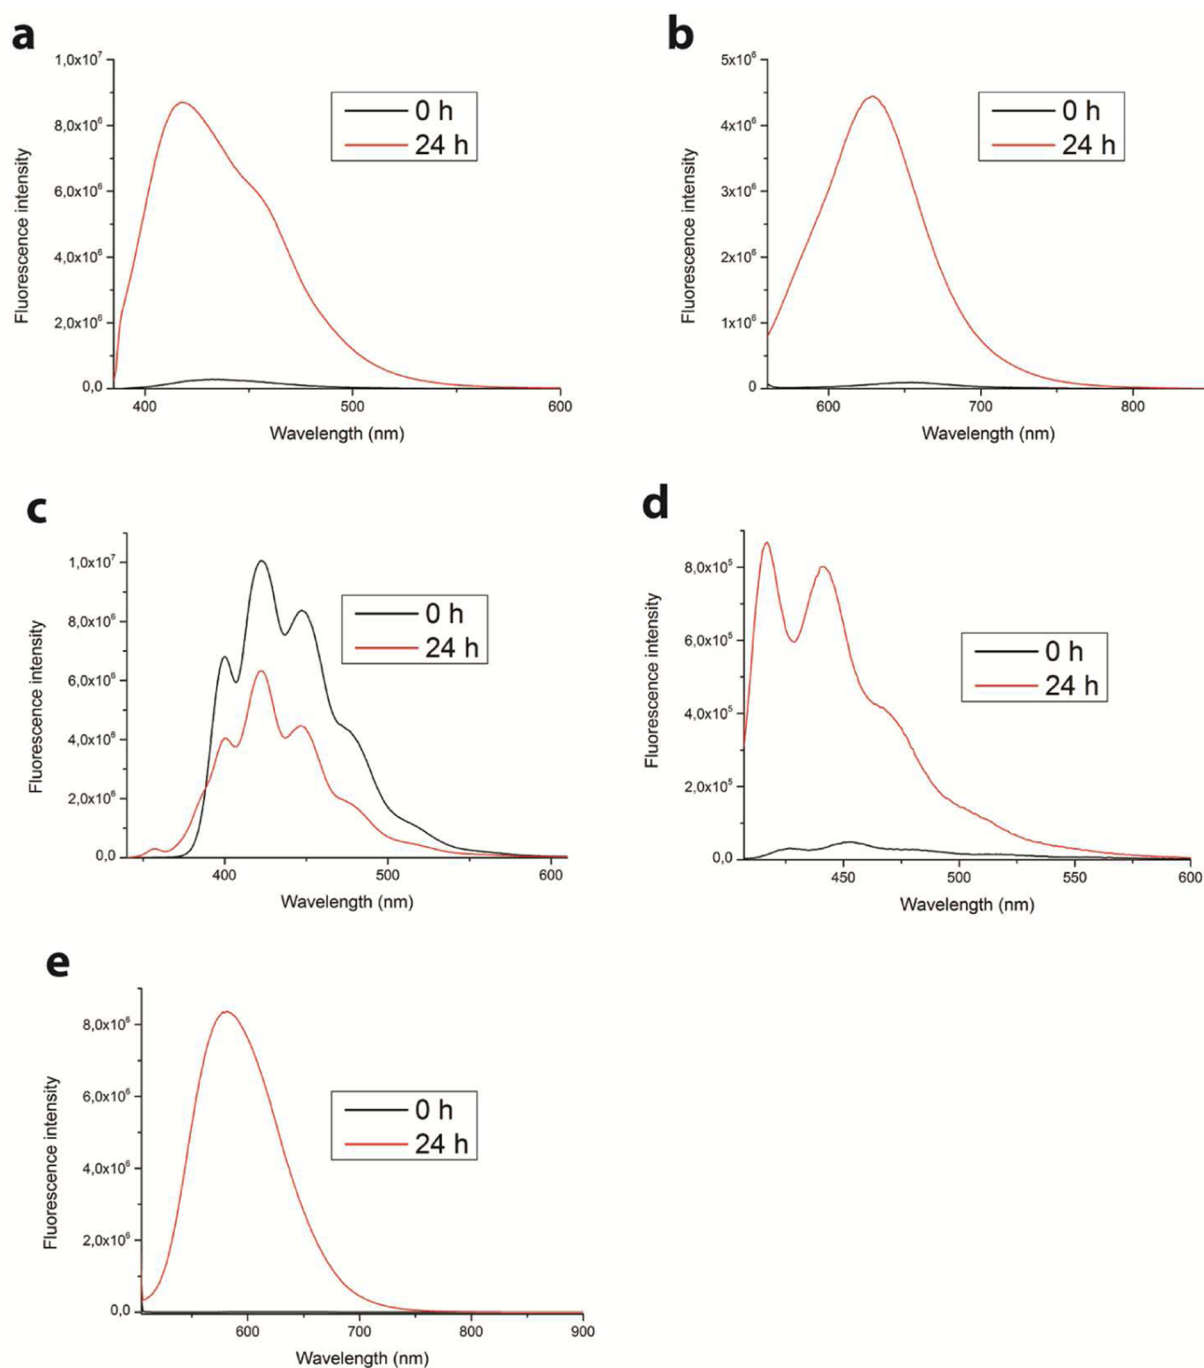 a
1,0x10⁷
8,0x10⁶
6,0x10⁶
4,0x10⁶
2,0x10⁶
0,0
Fluorescence intensity
0 h
24 h
400
500
600
Wavelength (nm)
b
5x10⁶
4x10⁶
3x10⁶
2x10⁶
1x10⁶
0
Fluorescence intensity
0 h
24 h
600
700
800
Wavelength (nm)
c
1,0x10⁷
8,0x10⁶
6,0x10⁶
4,0x10⁶
2,0x10⁶
0,0
Fluorescence intensity
0 h
24 h
400
500
600
Wavelength (nm)
d
8,0x10⁵
6,0x10⁵
4,0x10⁵
2,0x10⁵
0,0
Fluorescence intensity
0 h
24 h
450
500
550
600
Wavelength (nm)
e
8,0x10⁶
6,0x10⁶
4,0x10⁶
2,0x10⁶
0,0
Fluorescence intensity
0 h
24 h
600
700
800
900
Wavelength (nm)